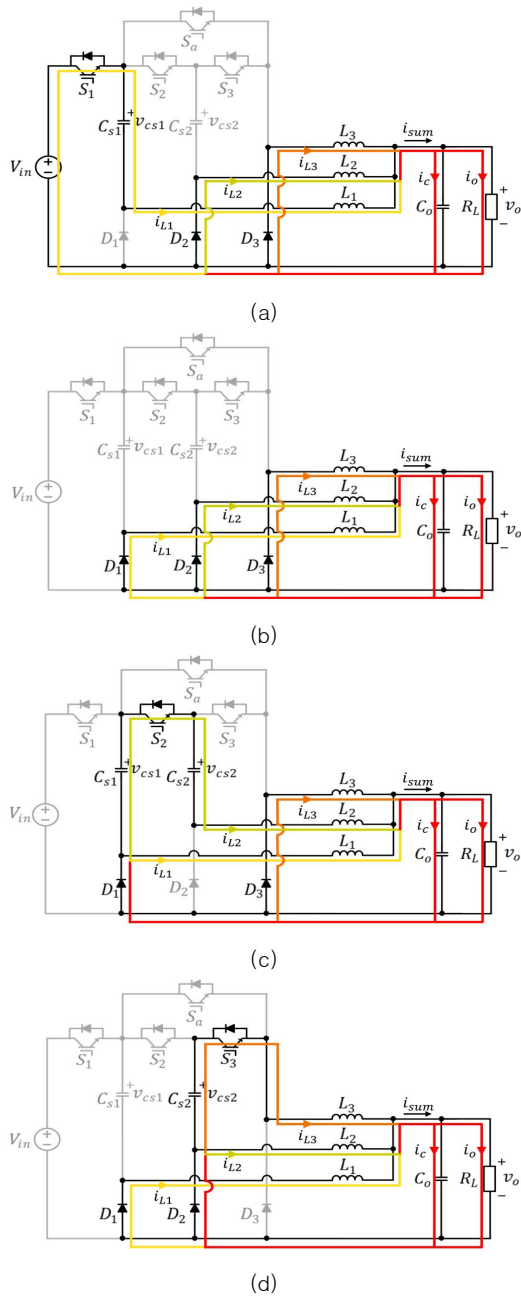 S_a
S_1 S_2 S_3
C_s1 + v_cs1 C_s2 + v_cs2
V_in + −
L_3 i_sum
i_L3 L_2 i_c i_o
i_L2 L_1 C_o R_L + v_o −
i_L1
D_1 D_2 D_3
(a)
S_a
S_1 S_2 S_3
C_s1 + v_cs1 C_s2 + v_cs2
V_in + −
L_3 i_sum
i_L3 L_2 i_c i_o
i_L2 L_1 C_o R_L + v_o −
i_L1
D_1 D_2 D_3
(b)
S_a
S_1 S_2 S_3
C_s1 + v_cs1 C_s2 + v_cs2
V_in + −
L_3 i_sum
i_L3 L_2 i_c i_o
i_L2 L_1 C_o R_L + v_o −
i_L1
D_1 D_2 D_3
(c)
S_a
S_1 S_2 S_3
C_s1 + v_cs1 C_s2 + v_cs2
V_in + −
L_3 i_sum
i_L3 L_2 i_c i_o
i_L2 L_1 C_o R_L + v_o −
i_L1
D_1 D_2 D_3
(d)